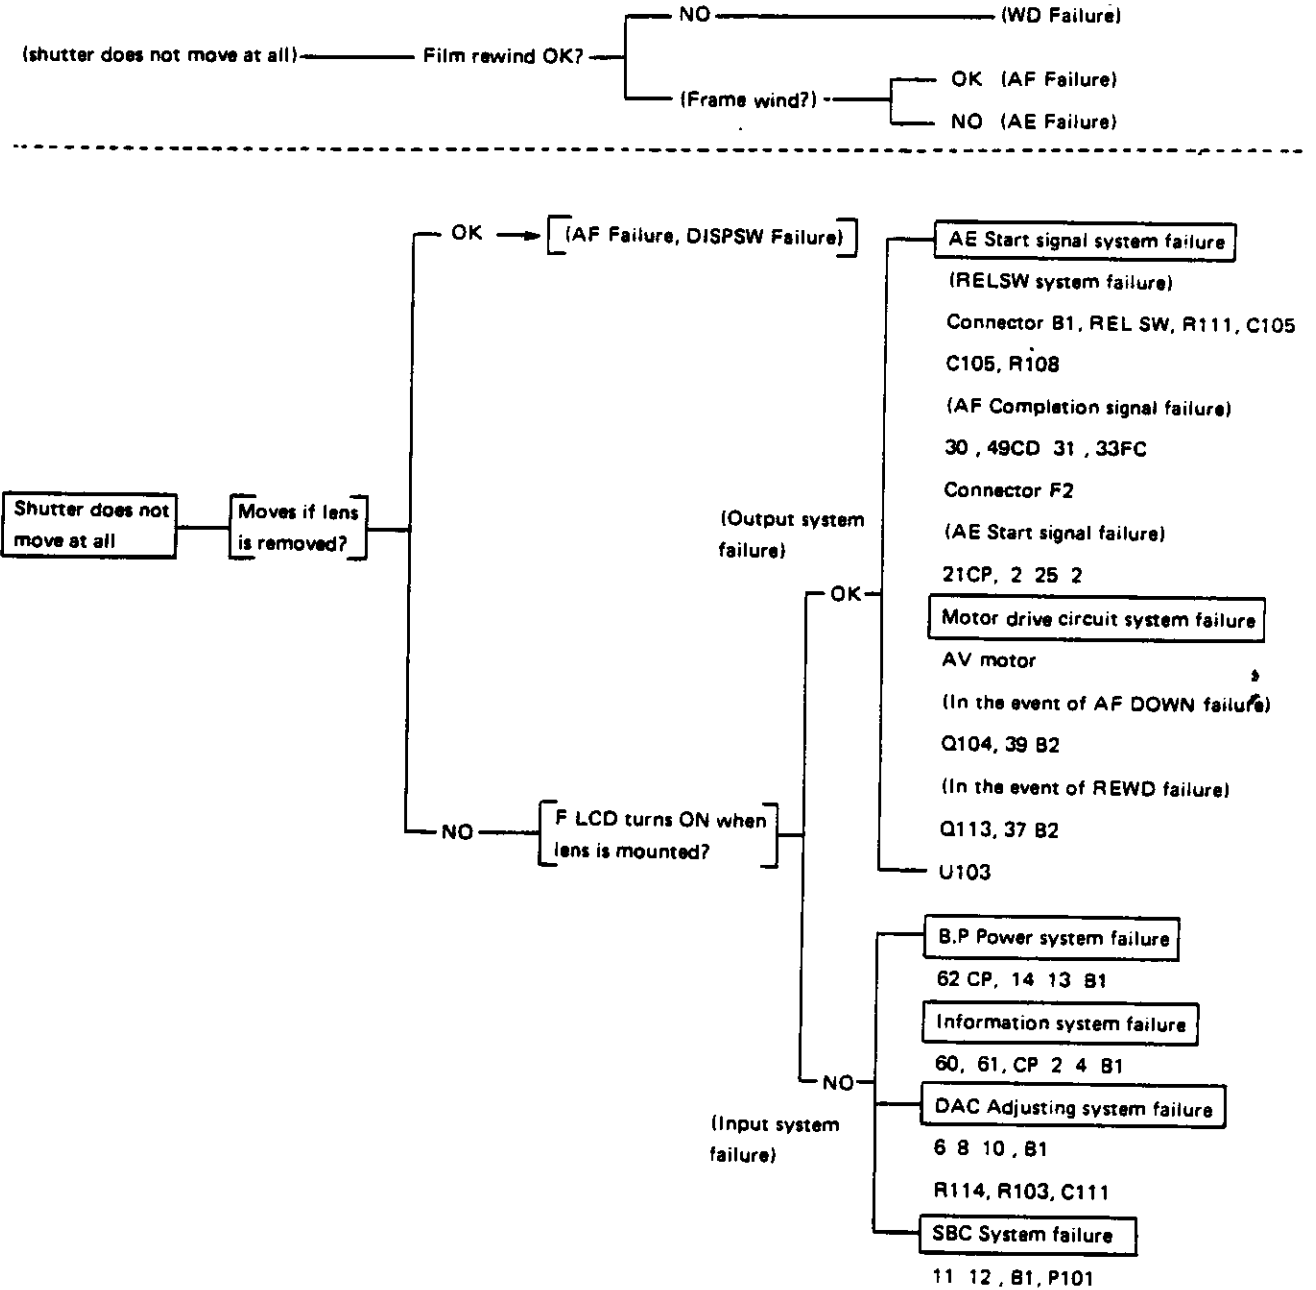 NO (WD Failure)
(shutter does not move at all) Film rewind OK?
OK (AF Failure)
(Frame wind?)
NO (AE Failure)
OK
(AF Failure, DISPSW Failure)
Shutter does not
move at all
Moves if lens
is removed?
NO
F LCD turns ON when
lens is mounted?
(Output system
failure)
OK
AE Start signal system failure
(RELSW system failure)
Connector B1, REL SW, R111, C105
C105, R108
(AF Completion signal failure)
30 , 49CD 31 , 33FC
Connector F2
(AE Start signal failure)
21CP, 2 25 2
Motor drive circuit system failure
AV motor
(In the event of AF DOWN failure)
Q104, 39 B2
(In the event of REWD failure)
Q113, 37 B2
U103
NO
(Input system
failure)
B.P Power system failure
62 CP, 14 13 B1
Information system failure
60, 61, CP 2 4 B1
DAC Adjusting system failure
6 8 10 , B1
R114, R103, C111
SBC System failure
11 12 , B1, P101